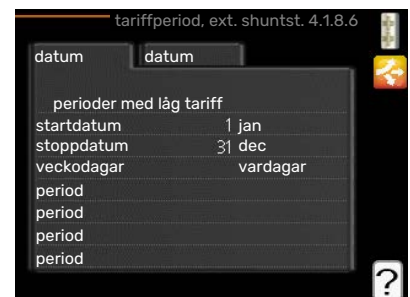 tariffperiod, ext. shuntst. 4.1.8.6
datum datum
perioder med låg tariff
startdatum 1 jan
stoppdatum 31 dec
veckodagar vardagar
period
period
period
period
?